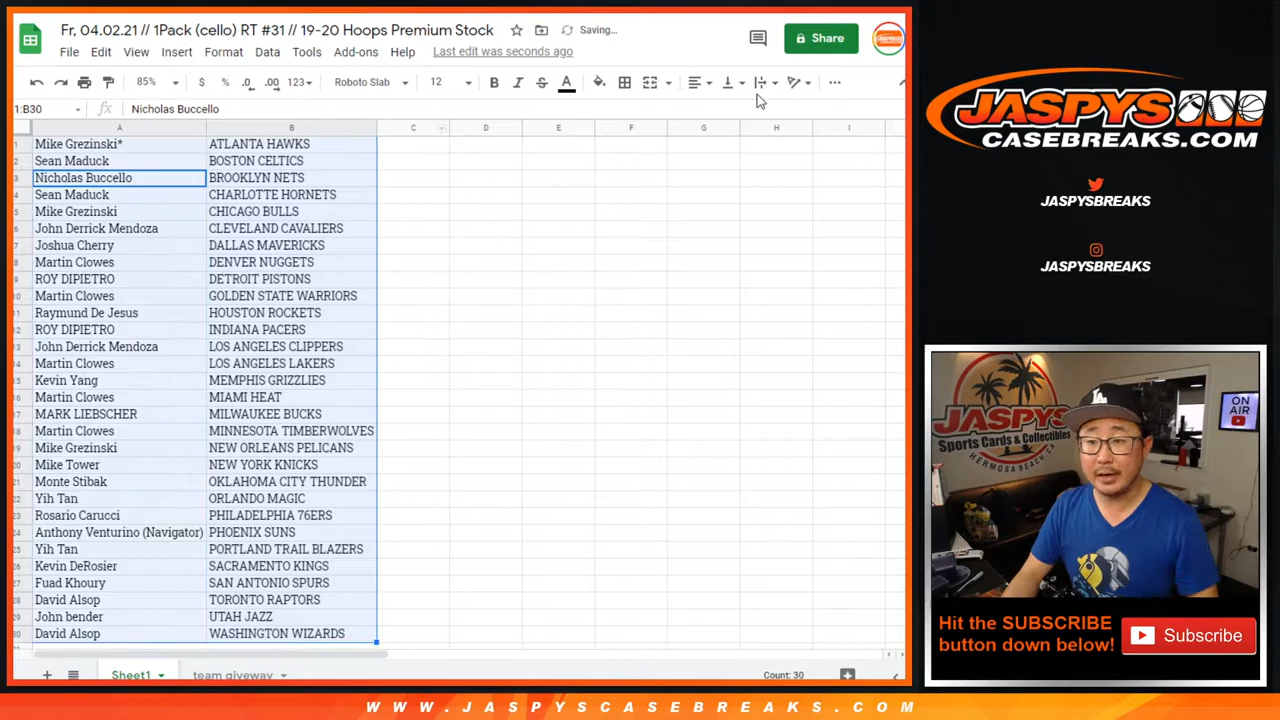 Fr, 04.02.21 // 1Pack (cello) RT #31 // 19-20 Hoops Premium Stock
Saving…
Share
File Edit View Insert Format Data Tools Add-ons Help Last edit was seconds ago
85% $ % .0 .00 123 Roboto Slab 12 B I S A
1:B30 Nicholas Buccello
A B C D E F G H I
1 Mike Grezinski* ATLANTA HAWKS
2 Sean Maduck BOSTON CELTICS
3 Nicholas Buccello BROOKLYN NETS
4 Sean Maduck CHARLOTTE HORNETS
5 Mike Grezinski CHICAGO BULLS
6 John Derrick Mendoza CLEVELAND CAVALIERS
7 Joshua Cherry DALLAS MAVERICKS
8 Martin Clowes DENVER NUGGETS
9 ROY DIPIETRO DETROIT PISTONS
10 Martin Clowes GOLDEN STATE WARRIORS
11 Raymund De Jesus HOUSTON ROCKETS
12 ROY DIPIETRO INDIANA PACERS
13 John Derrick Mendoza LOS ANGELES CLIPPERS
14 Martin Clowes LOS ANGELES LAKERS
15 Kevin Yang MEMPHIS GRIZZLIES
16 Martin Clowes MIAMI HEAT
17 MARK LIEBSCHER MILWAUKEE BUCKS
18 Martin Clowes MINNESOTA TIMBERWOLVES
19 Mike Grezinski NEW ORLEANS PELICANS
20 Mike Tower NEW YORK KNICKS
21 Monte Stibak OKLAHOMA CITY THUNDER
22 Yih Tan ORLANDO MAGIC
23 Rosario Carucci PHILADELPHIA 76ERS
24 Anthony Venturino (Navigator) PHOENIX SUNS
25 Yih Tan PORTLAND TRAIL BLAZERS
26 Kevin DeRosier SACRAMENTO KINGS
27 Fuad Khoury SAN ANTONIO SPURS
28 David Alsop TORONTO RAPTORS
29 John bender UTAH JAZZ
30 David Alsop WASHINGTON WIZARDS
Sheet1 team giveway Count: 30
JASPYS
CASEBREAKS.COM
JASPYSBREAKS
JASPYSBREAKS
JASPYS
Sports Cards & Collectibles
HERMOSA BEACH, CA
ON
AIR
LA
Hit the SUBSCRIBE
button down below!
Subscribe
WWW.JASPYSCASEBREAKS.COM